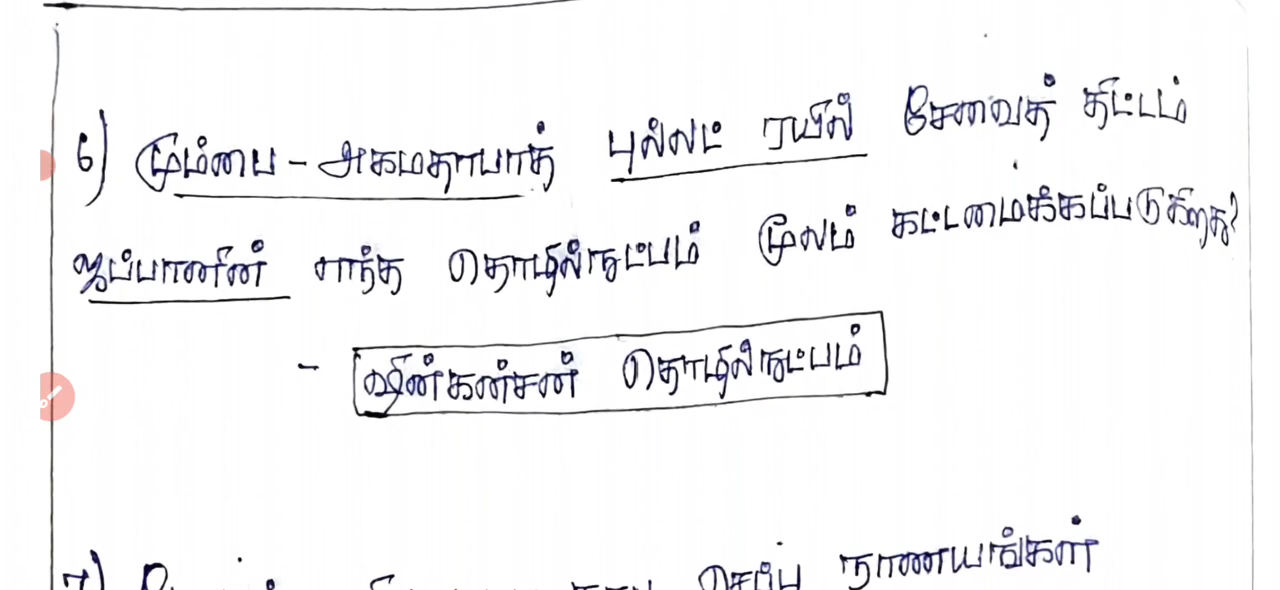 6) மும்பை - அகமதாபாத் புல்லட் ரயில் சேவைத் திட்டம்
ஜப்பானின் எந்த தொழில்நுட்பம் மூலம் கட்டமைக்கப்படுகிறது?
- ஷின்கன்சன் தொழில்நுட்பம்
7) செப்பு நாணயங்கள்